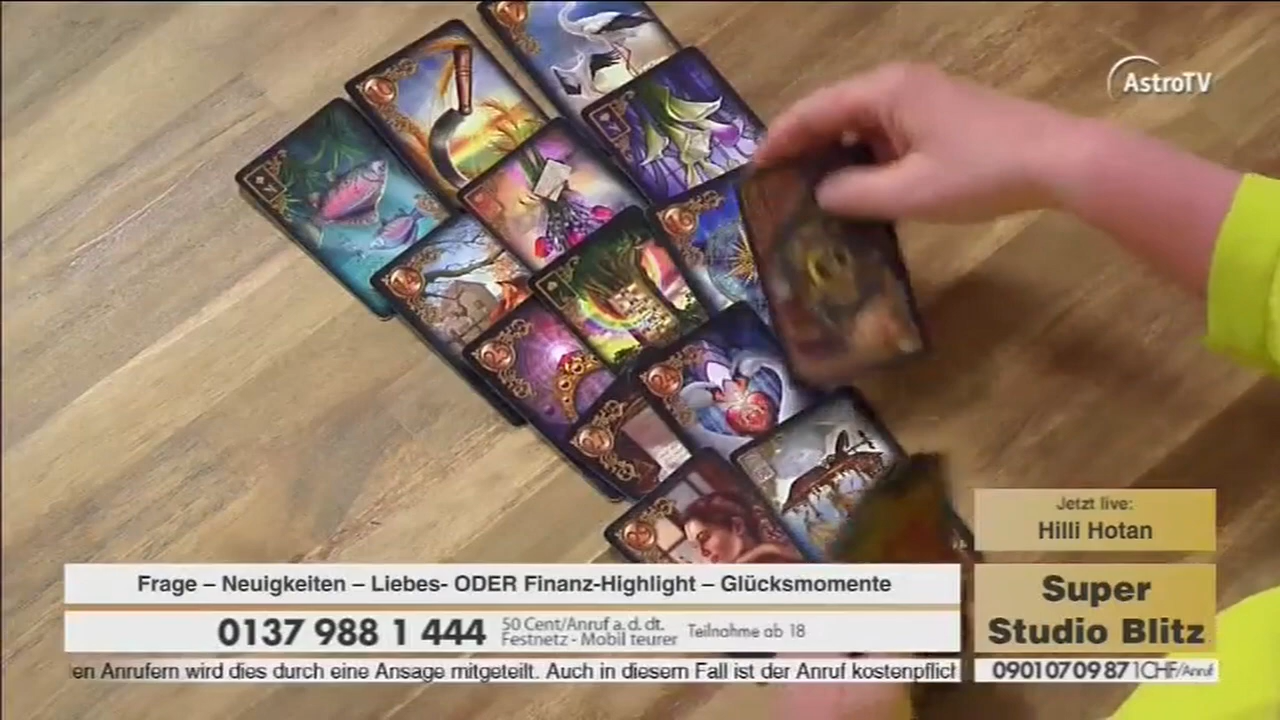 AstroTV
Jetzt live:
Hilli Hotan
Frage – Neuigkeiten – Liebes- ODER Finanz-Highlight – Glücksmomente
Super
Studio Blitz
0137 988 1 444
50 Cent/Anruf a. d. dt.
Festnetz - Mobil teurer
Teilnahme ab 18
en Anrufern wird dies durch eine Ansage mitgeteilt. Auch in diesem Fall ist der Anruf kostenpflicht
0901070987 1CHF/Anruf